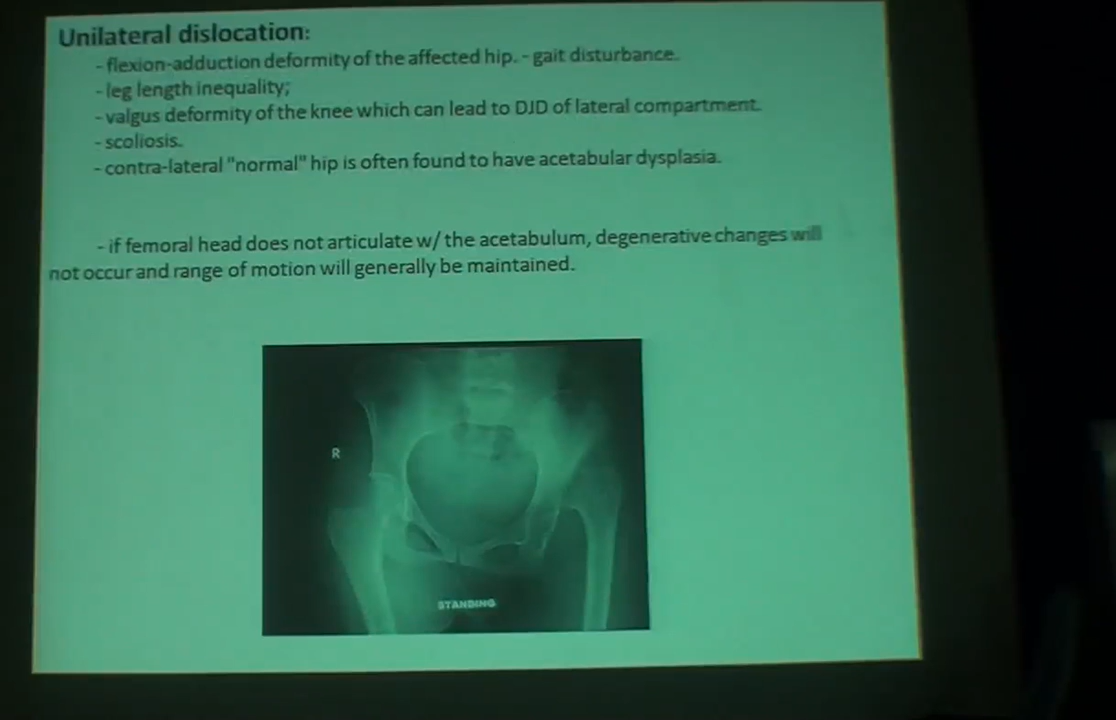 Unilateral dislocation:
- flexion-adduction deformity of the affected hip. - gait disturbance.
- leg length inequality;
- valgus deformity of the knee which can lead to DJD of lateral compartment.
- scoliosis.
- contra-lateral "normal" hip is often found to have acetabular dysplasia.
- if femoral head does not articulate w/ the acetabulum, degenerative changes will
not occur and range of motion will generally be maintained.
R
STANDING